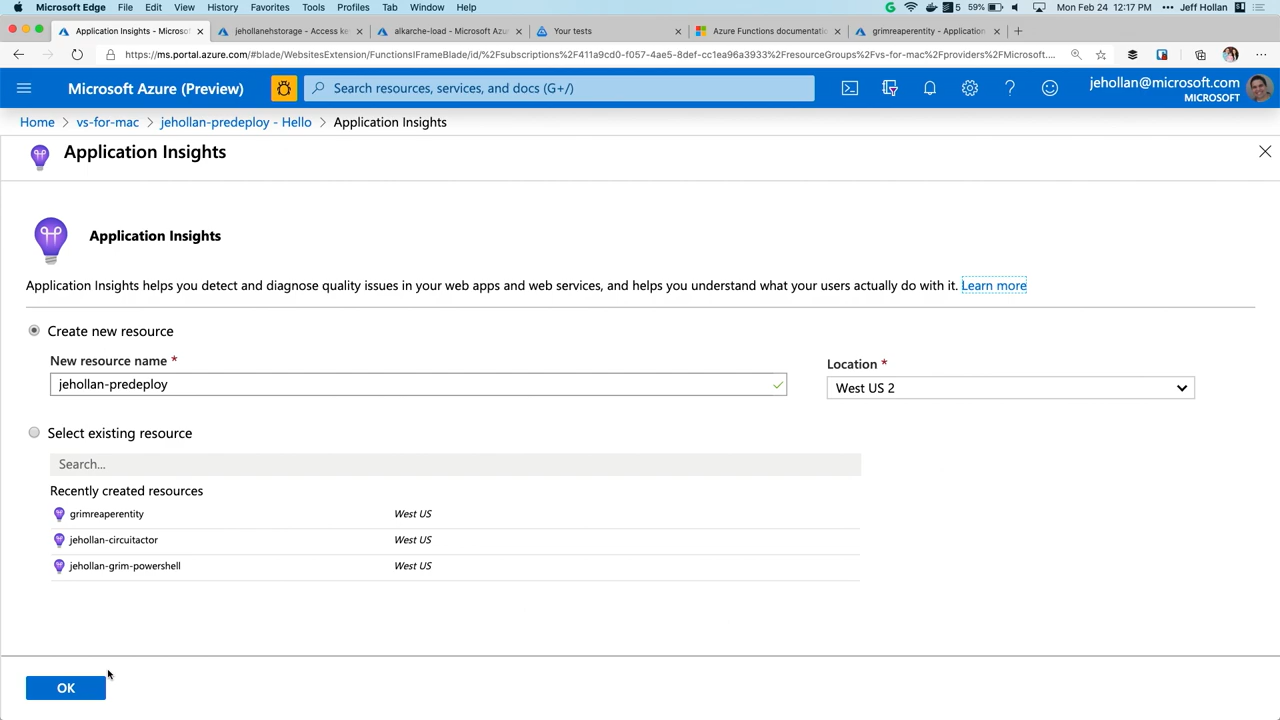 Microsoft Edge File Edit View History Favorites Tools Profiles Tab Window Help 5 59% Mon Feb 24 12:17 PM Jeff Hollan
Application Insights - Microsof
jehollanehstorage - Access ke
alkarche-load - Microsoft Az
Your tests
Azure Functions documentatio
grimreaperentity - Application
https://ms.portal.azure.com/#blade/WebsitesExtension/FunctionsIFrameBlade/id/%2Fsubscriptions%2F411a9cd0-f057-4ae5-8def-cc1ea96a3933%2FresourceGroups%2Fvs-for-mac%2Fproviders%2FMicrosoft....
Microsoft Azure (Preview)
Search resources, services, and docs (G+/)
jehollan@microsoft.com
MICROSOFT
Home > vs-for-mac > jehollan-predeploy - Hello > Application Insights
Application Insights
Application Insights
Application Insights helps you detect and diagnose quality issues in your web apps and web services, and helps you understand what your users actually do with it. Learn more
Create new resource
New resource name *
Location *
jehollan-predeploy
West US 2
Select existing resource
Search...
Recently created resources
grimreaperentity West US
jehollan-circuitactor West US
jehollan-grim-powershell West US
OK